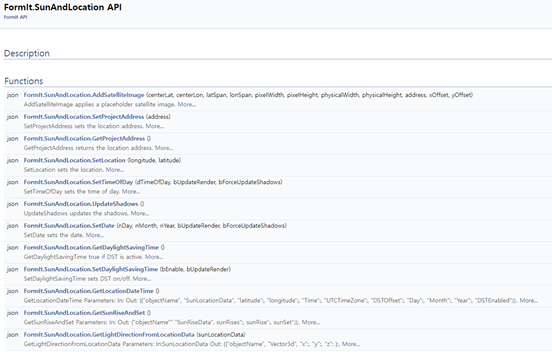 FormIt.SunAndLocation API
FormIt API
Description
Functions
json FormIt.SunAndLocation.AddSatelliteImage (centerLat, centerLon, latSpan, lonSpan, pixelWidth, pixelHeight, physicalWidth, physicalHeight, address, xOffset, yOffset)
AddSatelliteImage applies a placeholder satellite image. More...
json FormIt.SunAndLocation.SetProjectAddress (address)
SetProjectAddress sets the location address. More...
json FormIt.SunAndLocation.GetProjectAddress ()
GetProjectAddress returns the location address. More...
json FormIt.SunAndLocation.SetLocation (longitude, latitude)
SetLocation sets the location. More...
json FormIt.SunAndLocation.SetTimeOfDay (dTimeOfDay, bUpdateRender, bForceUpdateShadows)
SetTimeOfDay sets the time of day. More...
json FormIt.SunAndLocation.UpdateShadows ()
UpdateShadows updates the shadows. More...
json FormIt.SunAndLocation.SetDate (nDay, nMonth, nYear, bUpdateRender, bForceUpdateShadows)
SetDate sets the date. More...
json FormIt.SunAndLocation.GetDaylightSavingTime ()
GetDaylightSavingTime true if DST is active. More...
json FormIt.SunAndLocation.SetDaylightSavingTime (bEnable, bUpdateRender)
SetDaylightSavingTime sets DST on/off. More...
json FormIt.SunAndLocation.GetLocationDateTime ()
GetLocationDateTime Parameters: In: Out: {{"objectName", "SunLocationData", "latitude"; "longitude"; "Time"; "UTCTimeZone"; "DSTOffset"; "Day"; "Month"; "Year"; "DSTEnabled"}; More...
json FormIt.SunAndLocation.GetSunRiseAndSet ()
GetSunRiseAndSet Parameters: In: Out: {"objectName"" "SunRiseData", sunRises; sunRise; sunSet"}; More...
json FormIt.SunAndLocation.GetLightDirectionFromLocationData (sunLocationData)
GetLightDirectionFromLocationData Parameters: In:SunLocationData Out: {{"objectName", "Vector3d", "x"; "y"; "z": }; More...